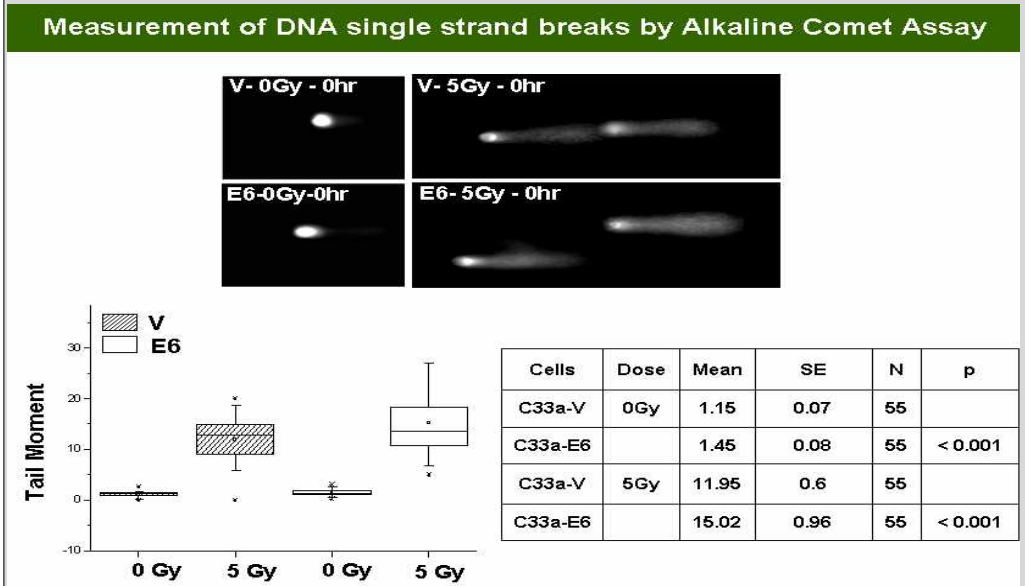 Measurement of DNA single strand breaks by Alkaline Comet Assay
V- 0Gy - 0hr
V- 5Gy - 0hr
E6-0Gy-0hr
E6- 5Gy - 0hr
V
E6
30
20
10
0
-10
Tail Moment
0 Gy 5 Gy 0 Gy 5 Gy
Cells Dose Mean SE N p
C33a-V 0Gy 1.15 0.07 55
C33a-E6 1.45 0.08 55 < 0.001
C33a-V 5Gy 11.95 0.6 55
C33a-E6 15.02 0.96 55 < 0.001